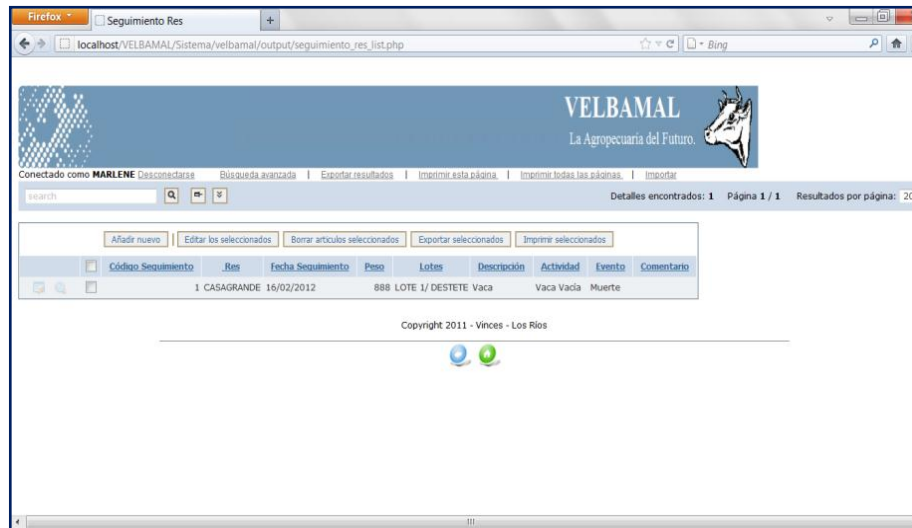 Firefox
Seguimiento Res
localhost/VELBAMAL/Sistema/velbamal/output/seguimiento_res_list.php
Bing
VELBAMAL
La Agropecuaria del Futuro.
Conectado como MARLENE Desconectarse Búsqueda avanzada | Exportar resultados | Imprimir esta página | Imprimir todas las páginas | Importar
search Detalles encontrados: 1 Página 1 / 1 Resultados por página: 20
Añadir nuevo | Editar los seleccionados Borrar articulos seleccionados Exportar seleccionados Imprimir seleccionados
Código Seguimiento Res Fecha Seguimiento Peso Lotes Descripción Actividad Evento Comentario
1 CASAGRANDE 16/02/2012 888 LOTE 1/ DESTETE Vaca Vaca Vacía Muerte
Copyright 2011 - Vinces - Los Ríos